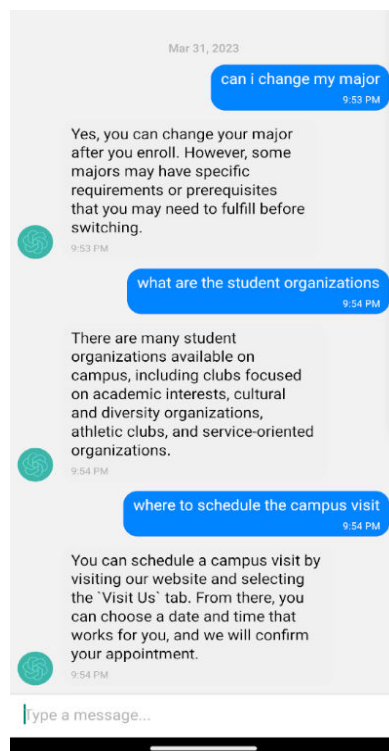 Mar 31, 2023
can i change my major
9:53 PM
Yes, you can change your major
after you enroll. However, some
majors may have specific
requirements or prerequisites
that you may need to fulfill before
switching.
9:53 PM
what are the student organizations
9:54 PM
There are many student
organizations available on
campus, including clubs focused
on academic interests, cultural
and diversity organizations,
athletic clubs, and service-oriented
organizations.
9:54 PM
where to schedule the campus visit
9:54 PM
You can schedule a campus visit by
visiting our website and selecting
the `Visit Us` tab. From there, you
can choose a date and time that
works for you, and we will confirm
your appointment.
9:54 PM
Type a message...